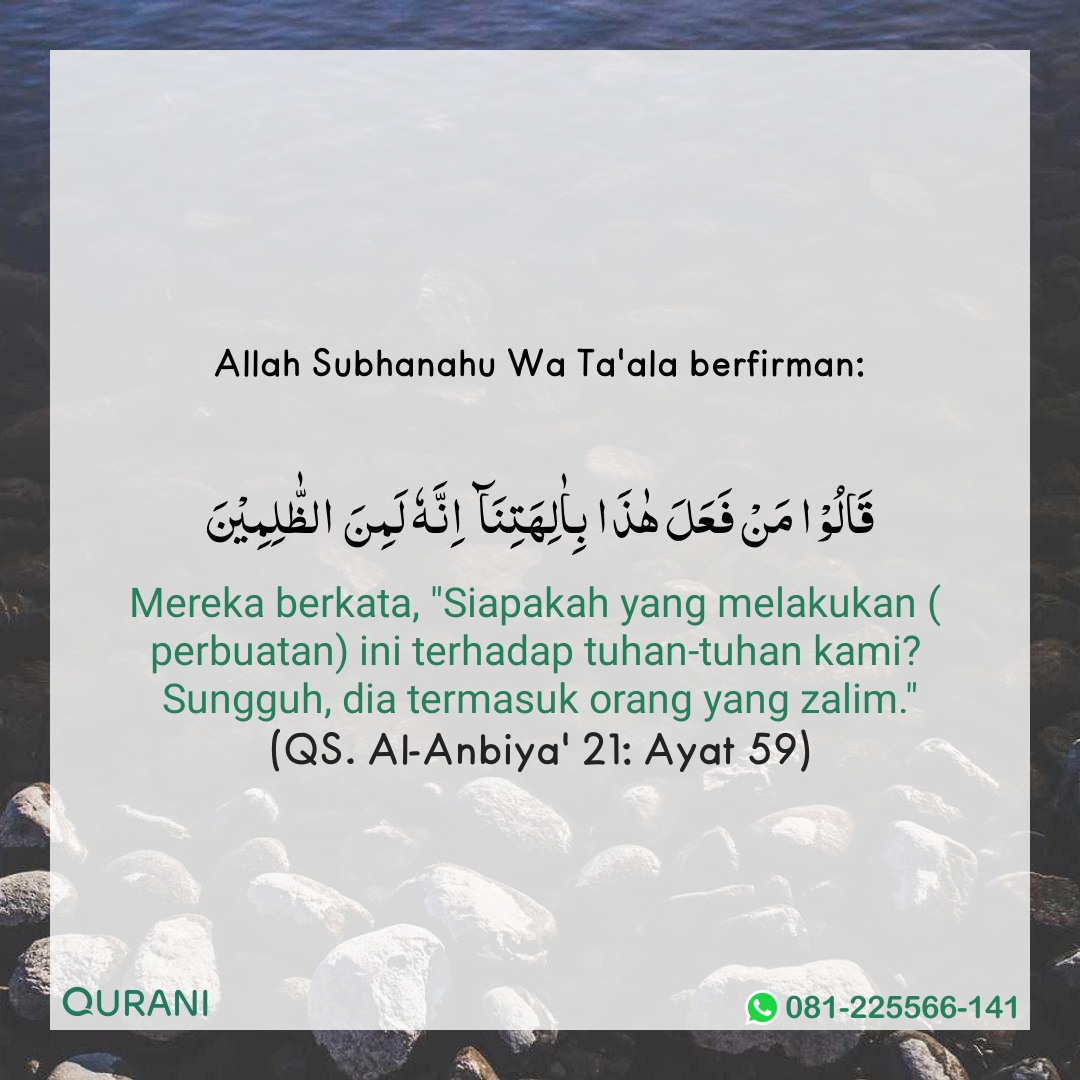 Allah Subhanahu Wa Ta'ala berfirman:
قَالُوْا مَنْ فَعَلَ هٰذَا بِاٰلِهَتِنَاۤ اِنَّهٗ لَمِنَ الظّٰلِمِيْنَ
Mereka berkata, "Siapakah yang melakukan (
perbuatan) ini terhadap tuhan-tuhan kami?
Sungguh, dia termasuk orang yang zalim."
(QS. Al-Anbiya' 21: Ayat 59)
QURANI
081-225566-141